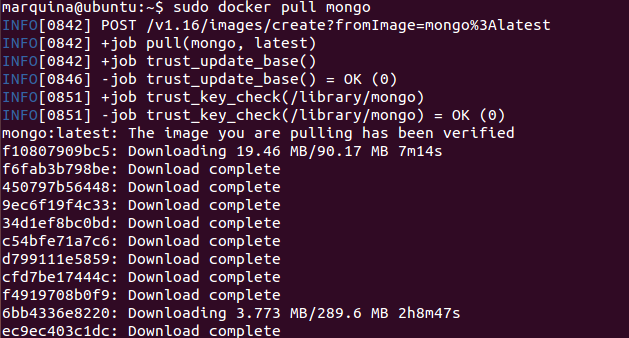 marquina@ubuntu:~$ sudo docker pull mongo
INFO[0842] POST /v1.16/images/create?fromImage=mongo%3Alatest
INFO[0842] +job pull(mongo, latest)
INFO[0842] +job trust_update_base()
INFO[0846] -job trust_update_base() = OK (0)
INFO[0851] +job trust_key_check(/library/mongo)
INFO[0851] -job trust_key_check(/library/mongo) = OK (0)
mongo:latest: The image you are pulling has been verified
f10807909bc5: Downloading 19.46 MB/90.17 MB 7m14s
f6fab3b798be: Download complete
450797b56448: Download complete
9ec6f19f4c33: Download complete
34d1ef8bc0bd: Download complete
c54bfe71a7c6: Download complete
d799111e5859: Download complete
cfd7be17444c: Download complete
f4919708b0f9: Download complete
6bb4336e8220: Downloading 3.773 MB/289.6 MB 2h8m47s
ec9ec403c1dc: Download complete